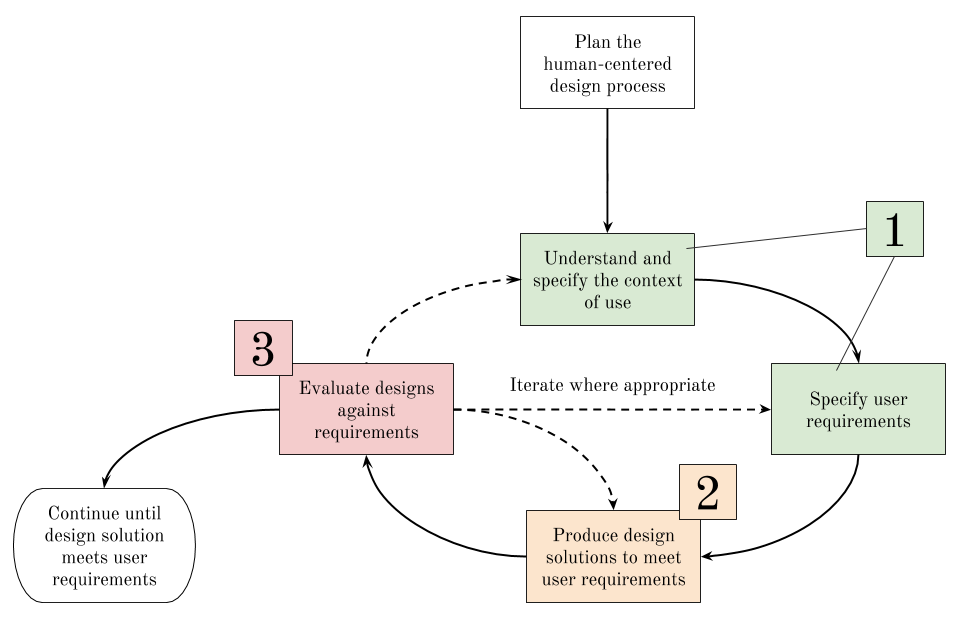 Plan the
human-centered
design process
1
Understand and
specify the context
of use
3
Evaluate designs
against
requirements
Iterate where appropriate
Specify user
requirements
2
Produce design
solutions to meet
user requirements
Continue until
design solution
meets user
requirements